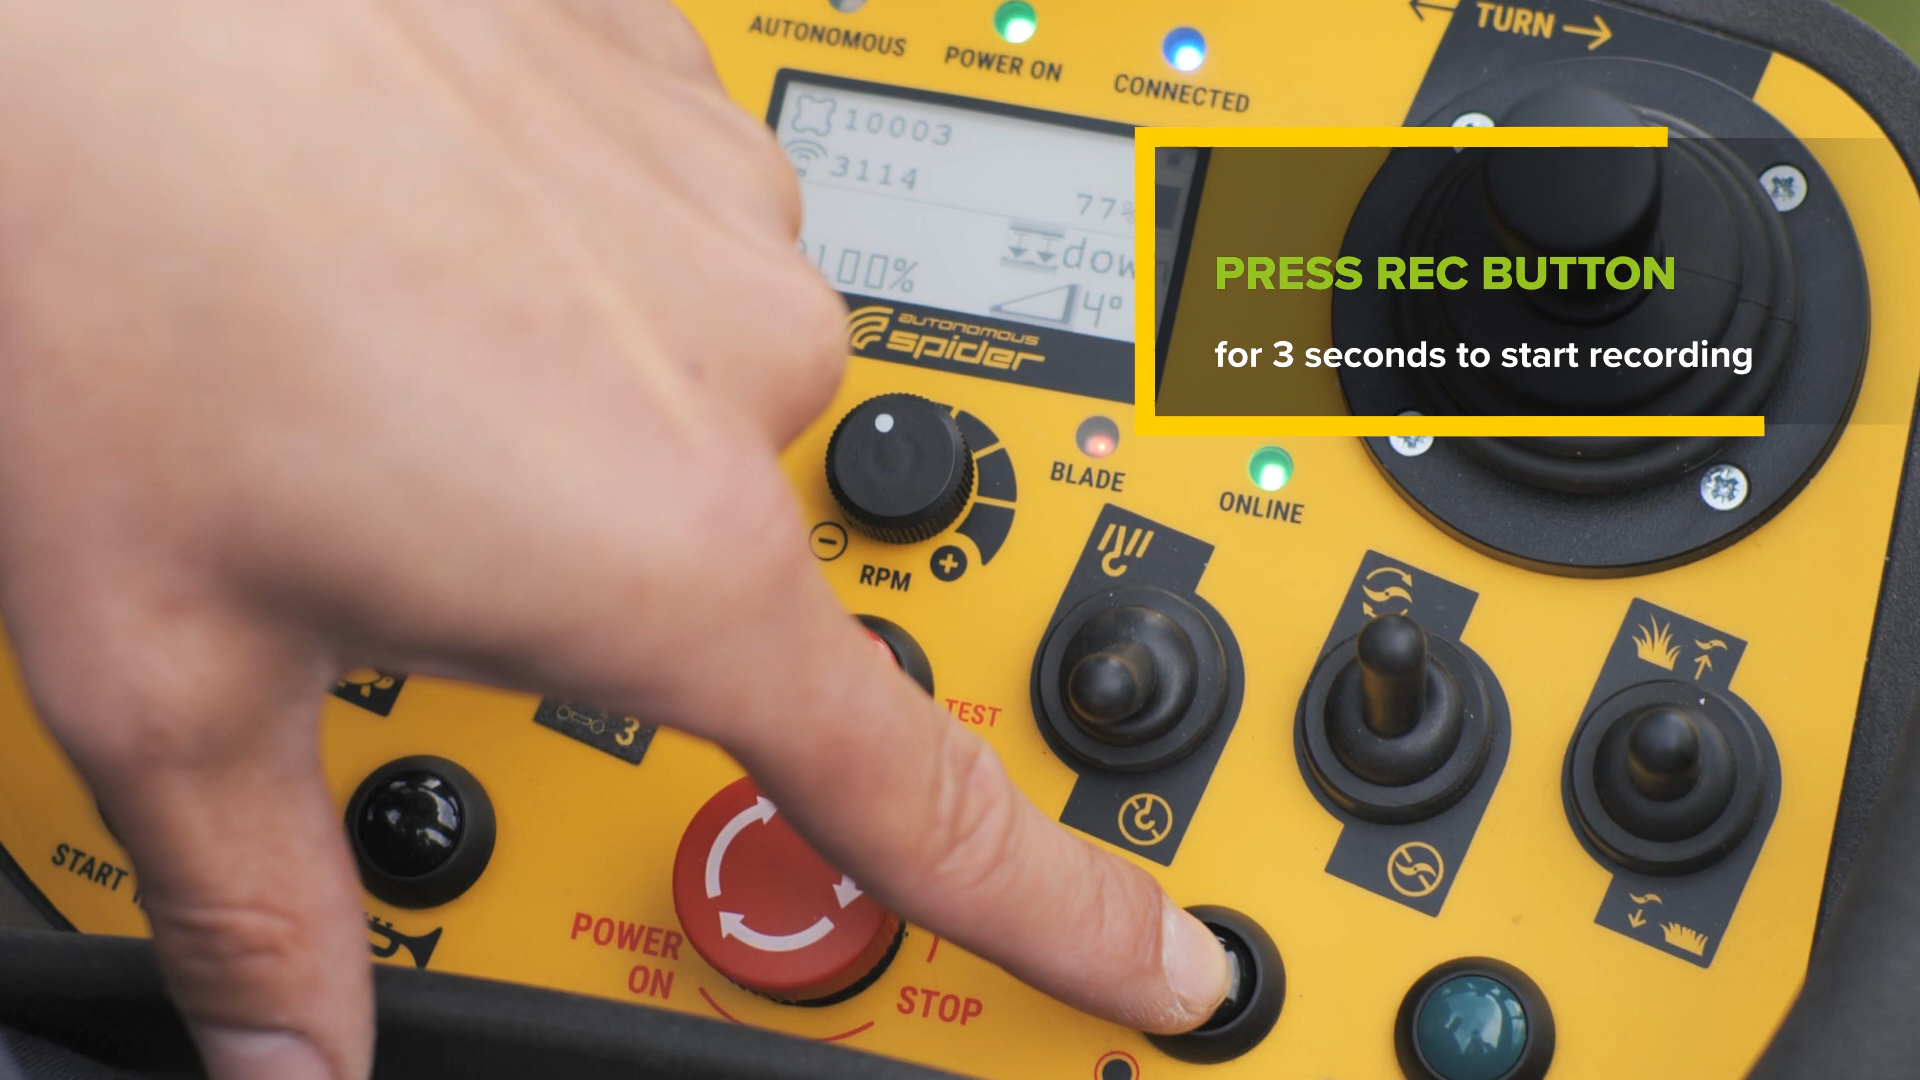 AUTONOMOUS
POWER ON
CONNECTED
TURN
10003
3114
77%
100%
down
4°
AUTONOMOUS
spider
PRESS REC BUTTON
for 3 seconds to start recording
BLADE
ONLINE
RPM
TEST
3
START
POWER
ON
STOP